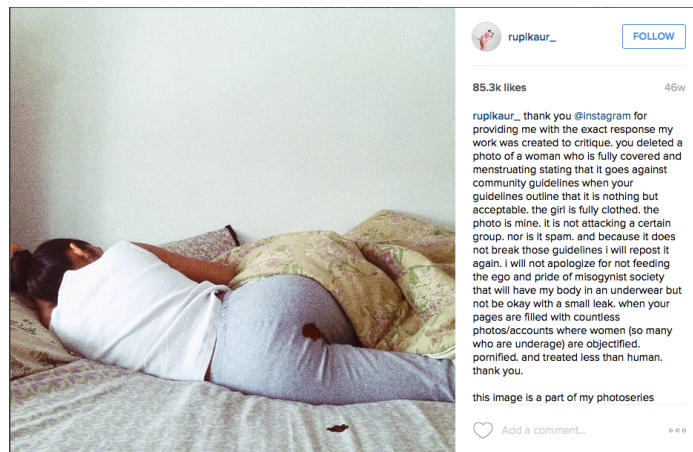 rupikaur_
FOLLOW
85.3k likes
46w
rupikaur_ thank you @instagram for
providing me with the exact response my
work was created to critique. you deleted a
photo of a woman who is fully covered and
menstruating stating that it goes against
community guidelines when your
guidelines outline that it is nothing but
acceptable. the girl is fully clothed. the
photo is mine. it is not attacking a certain
group. nor is it spam. and because it does
not break those guidelines i will repost it
again. i will not apologize for not feeding
the ego and pride of misogynist society
that will have my body in an underwear but
not be okay with a small leak. when your
pages are filled with countless
photos/accounts where women (so many
who are underage) are objectified.
pornified. and treated less than human.
thank you.
this image is a part of my photoseries
Add a comment...